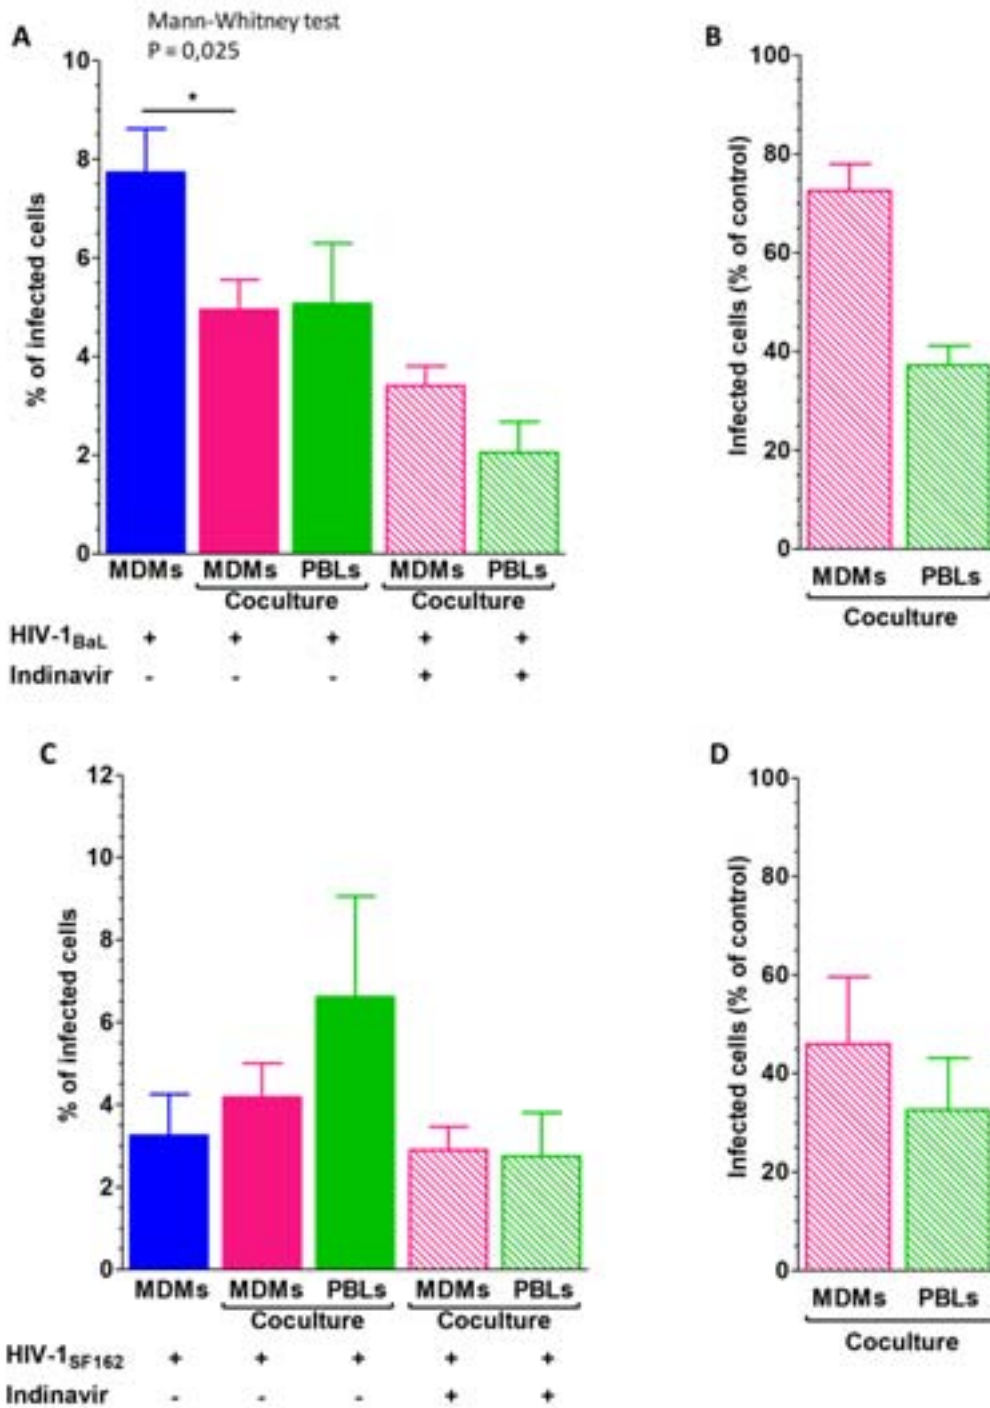 A
Mann-Whitney test
P = 0,025
*
% of infected cells
10
8
6
4
2
0
MDMs MDMs PBLs MDMs PBLs
Coculture Coculture
HIV-1BaL + + + + +
Indinavir - - - + +
B
Infected cells (% of control)
100
80
60
40
20
0
MDMs PBLs
Coculture
C
% of infected cells
12
10
8
6
4
2
0
MDMs MDMs PBLs MDMs PBLs
Coculture Coculture
HIV-1SF162 + + + + +
Indinavir - - - + +
D
Infected cells (% of control)
100
80
60
40
20
0
MDMs PBLs
Coculture